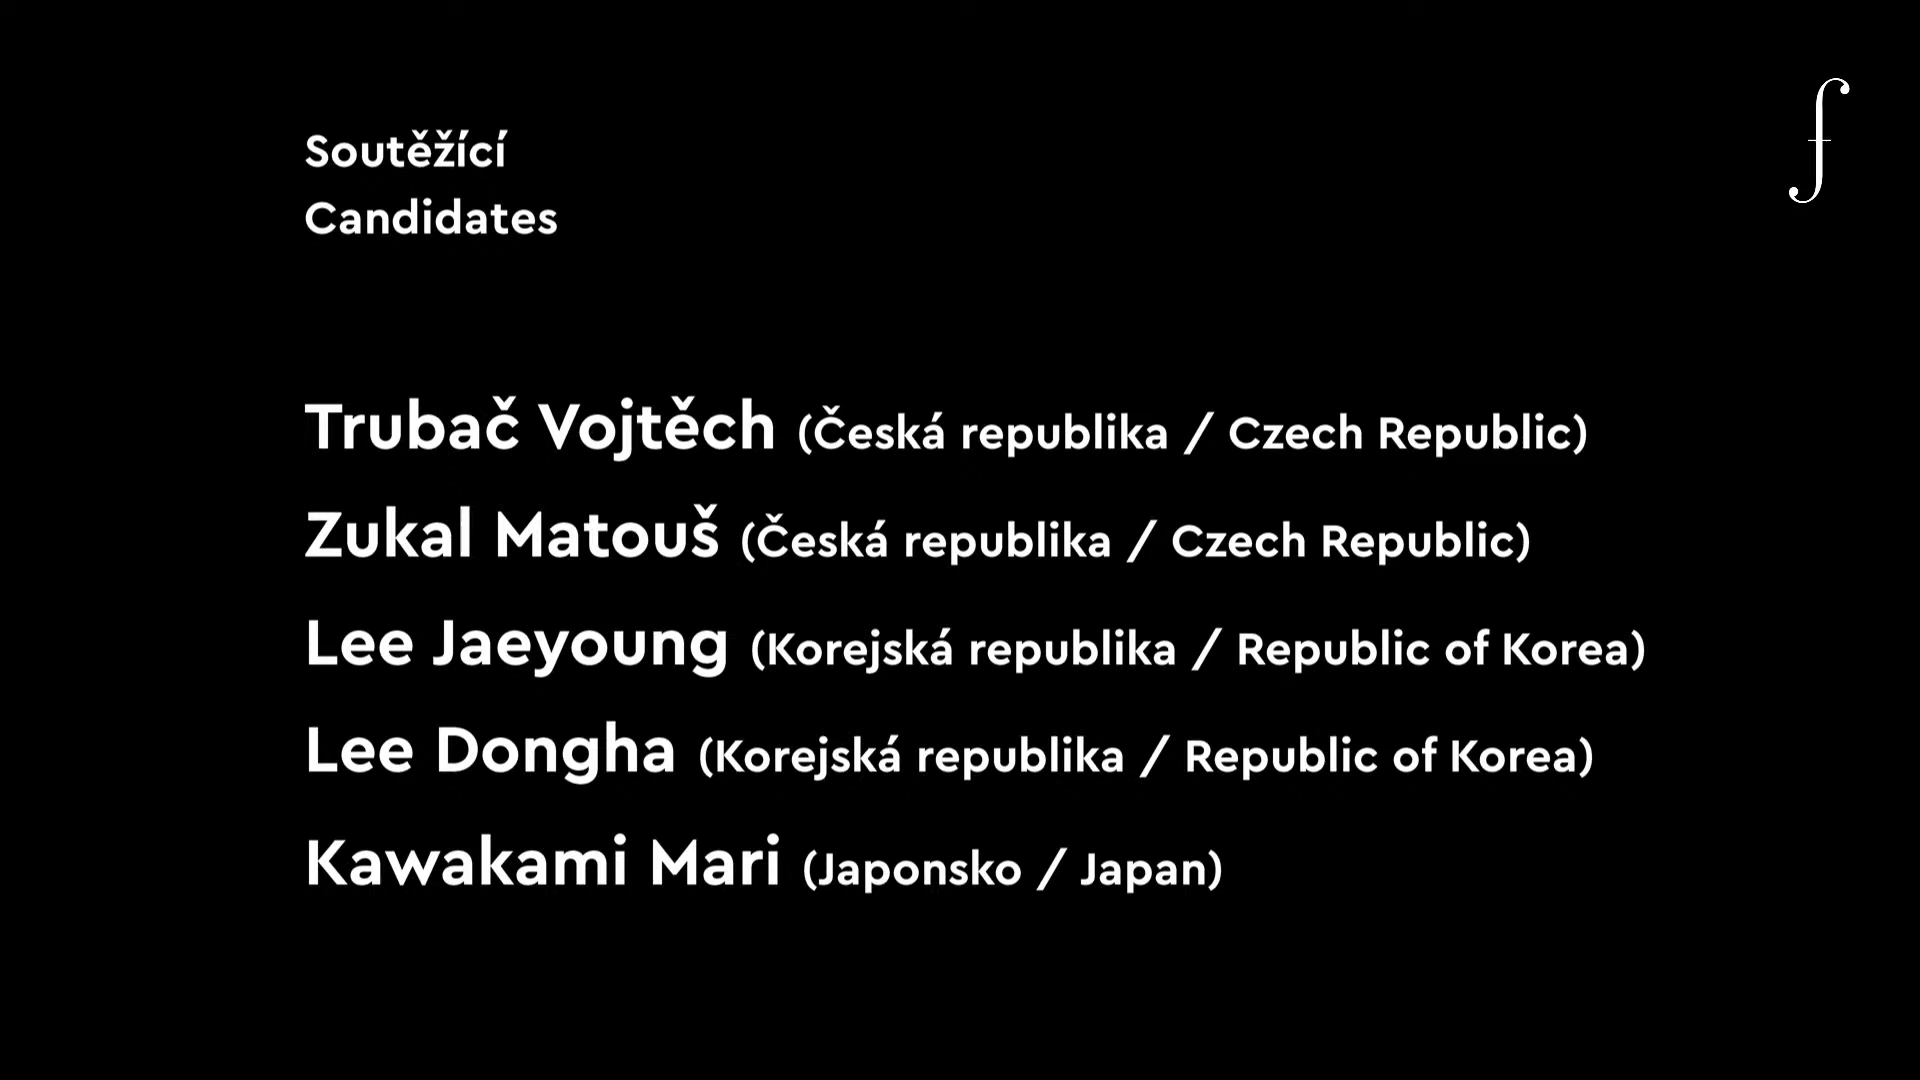 Soutěžící
Candidates
Trubač Vojtěch (Česká republika / Czech Republic)
Zukal Matouš (Česká republika / Czech Republic)
Lee Jaeyoung (Korejská republika / Republic of Korea)
Lee Dongha (Korejská republika / Republic of Korea)
Kawakami Mari (Japonsko / Japan)